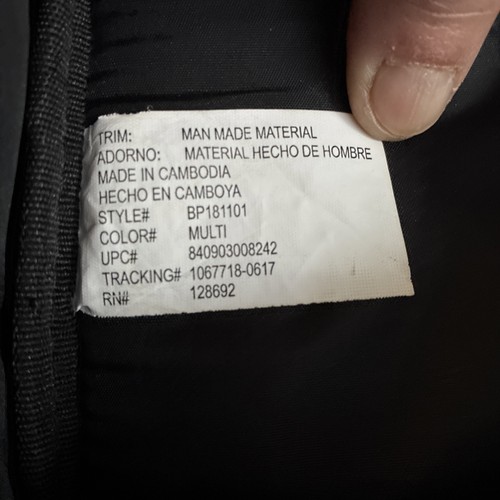 TRIM: MAN MADE MATERIAL
ADORNO: MATERIAL HECHO DE HOMBRE
MADE IN CAMBODIA
HECHO EN CAMBOYA
STYLE# BP181101
COLOR# MULTI
UPC# 840903008242
TRACKING# 1067718-0617
RN# 128692